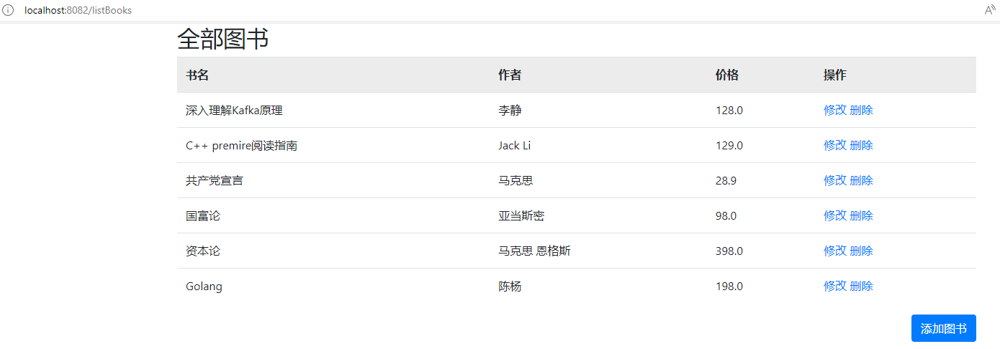 localhost:8082/listBooks
全部图书
书名 作者 价格 操作
深入理解Kafka原理 李静 128.0 修改 删除
C++ premire阅读指南 Jack Li 129.0 修改 删除
共产党宣言 马克思 28.9 修改 删除
国富论 亚当斯密 98.0 修改 删除
资本论 马克思 恩格斯 398.0 修改 删除
Golang 陈杨 198.0 修改 删除
添加图书